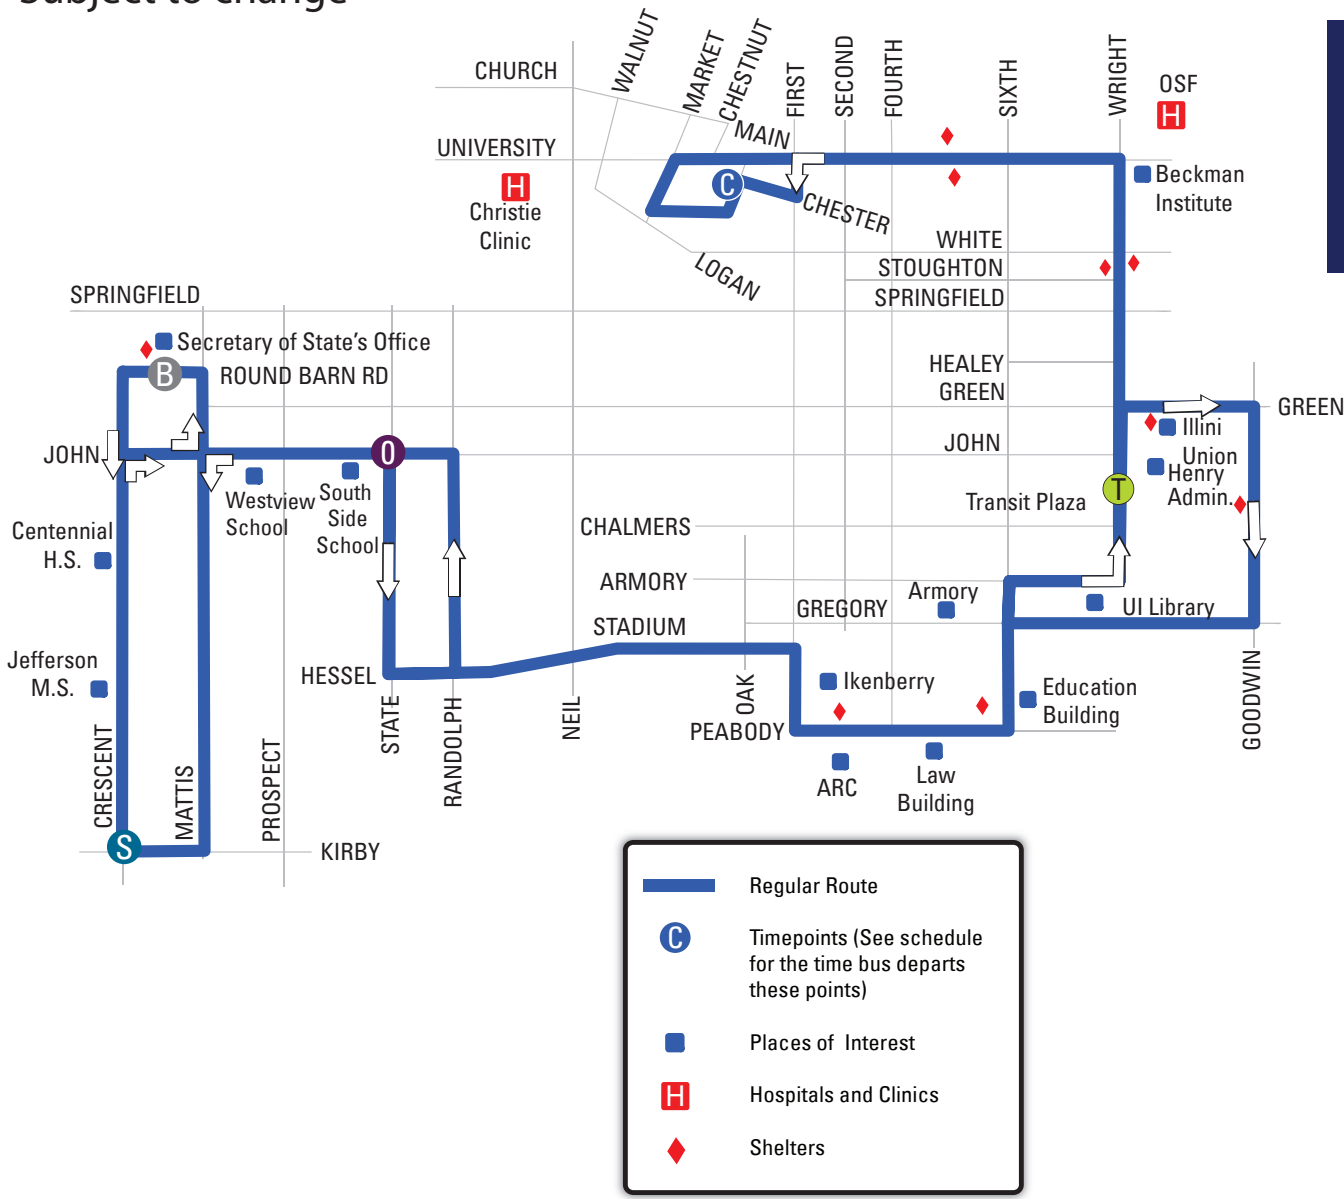 Subject to change
WALNUT
MARKET
CHESTNUT
FIRST
SECOND
FOURTH
SIXTH
WRIGHT
OSF
H
CHURCH
MAIN
UNIVERSITY
H
Christie
Clinic
C
CHESTER
Beckman
Institute
LOGAN
WHITE
STOUGHTON
SPRINGFIELD
SPRINGFIELD
Secretary of State's Office
B
ROUND BARN RD
HEALEY
GREEN
GREEN
JOHN
O
JOHN
Illini
Union
Henry
Admin.
Westview
School
South
Side
School
T
Transit Plaza
Centennial
H.S.
CHALMERS
ARMORY
Armory
GREGORY
UI Library
STADIUM
Jefferson
M.S.
HESSEL
Ikenberry
Education
Building
GOODWIN
OAK
PEABODY
STATE
RANDOLPH
NEIL
CRESCENT
MATTIS
PROSPECT
ARC
Law
Building
S
KIRBY
Regular Route
C
Timepoints (See schedule
for the time bus departs
these points)
Places of Interest
H
Hospitals and Clinics
Shelters